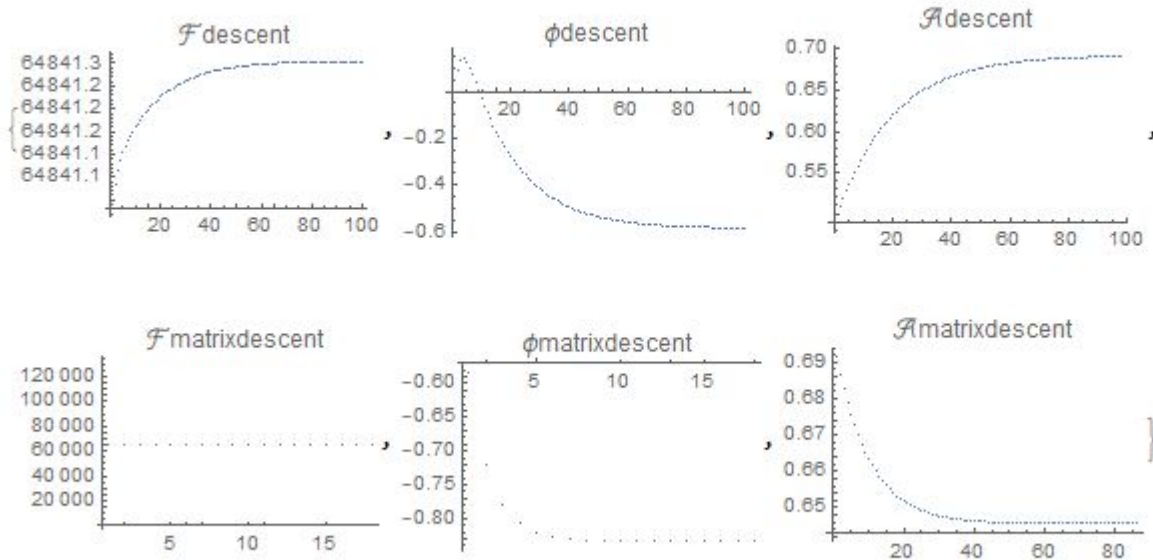 ℱdescent
64841.3
64841.2
64841.2
64841.2
64841.1
64841.1
20 40 60 80 100
,
ϕdescent
20 40 60 80 100
−0.2
−0.4
−0.6
,
𝒜descent
0.70
0.65
0.60
0.55
20 40 60 80 100
,
ℱmatrixdescent
120 000
100 000
80 000
60 000
40 000
20 000
5 10 15
,
ϕmatrixdescent
−0.60
5 10 15
−0.65
−0.70
−0.75
−0.80
,
𝒜matrixdescent
0.69
0.68
0.67
0.66
0.65
20 40 60 80